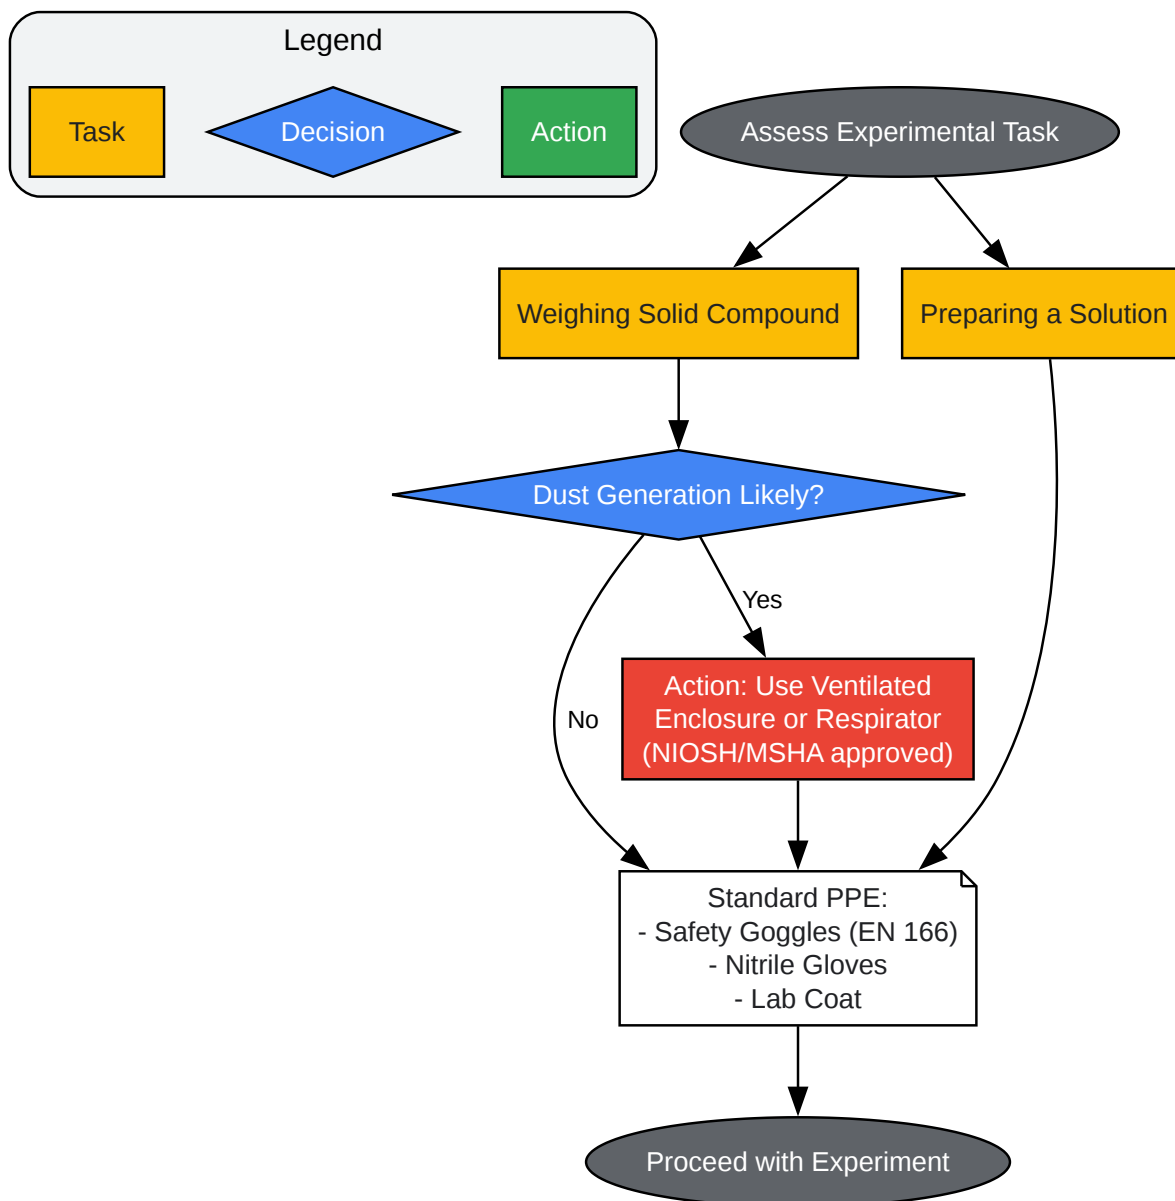 Legend
Task
Decision
Action
Assess Experimental Task
Weighing Solid Compound
Preparing a Solution
Dust Generation Likely?
Yes
No
Action: Use Ventilated
Enclosure or Respirator
(NIOSH/MSHA approved)
Standard PPE:
- Safety Goggles (EN 166)
- Nitrile Gloves
- Lab Coat
Proceed with Experiment